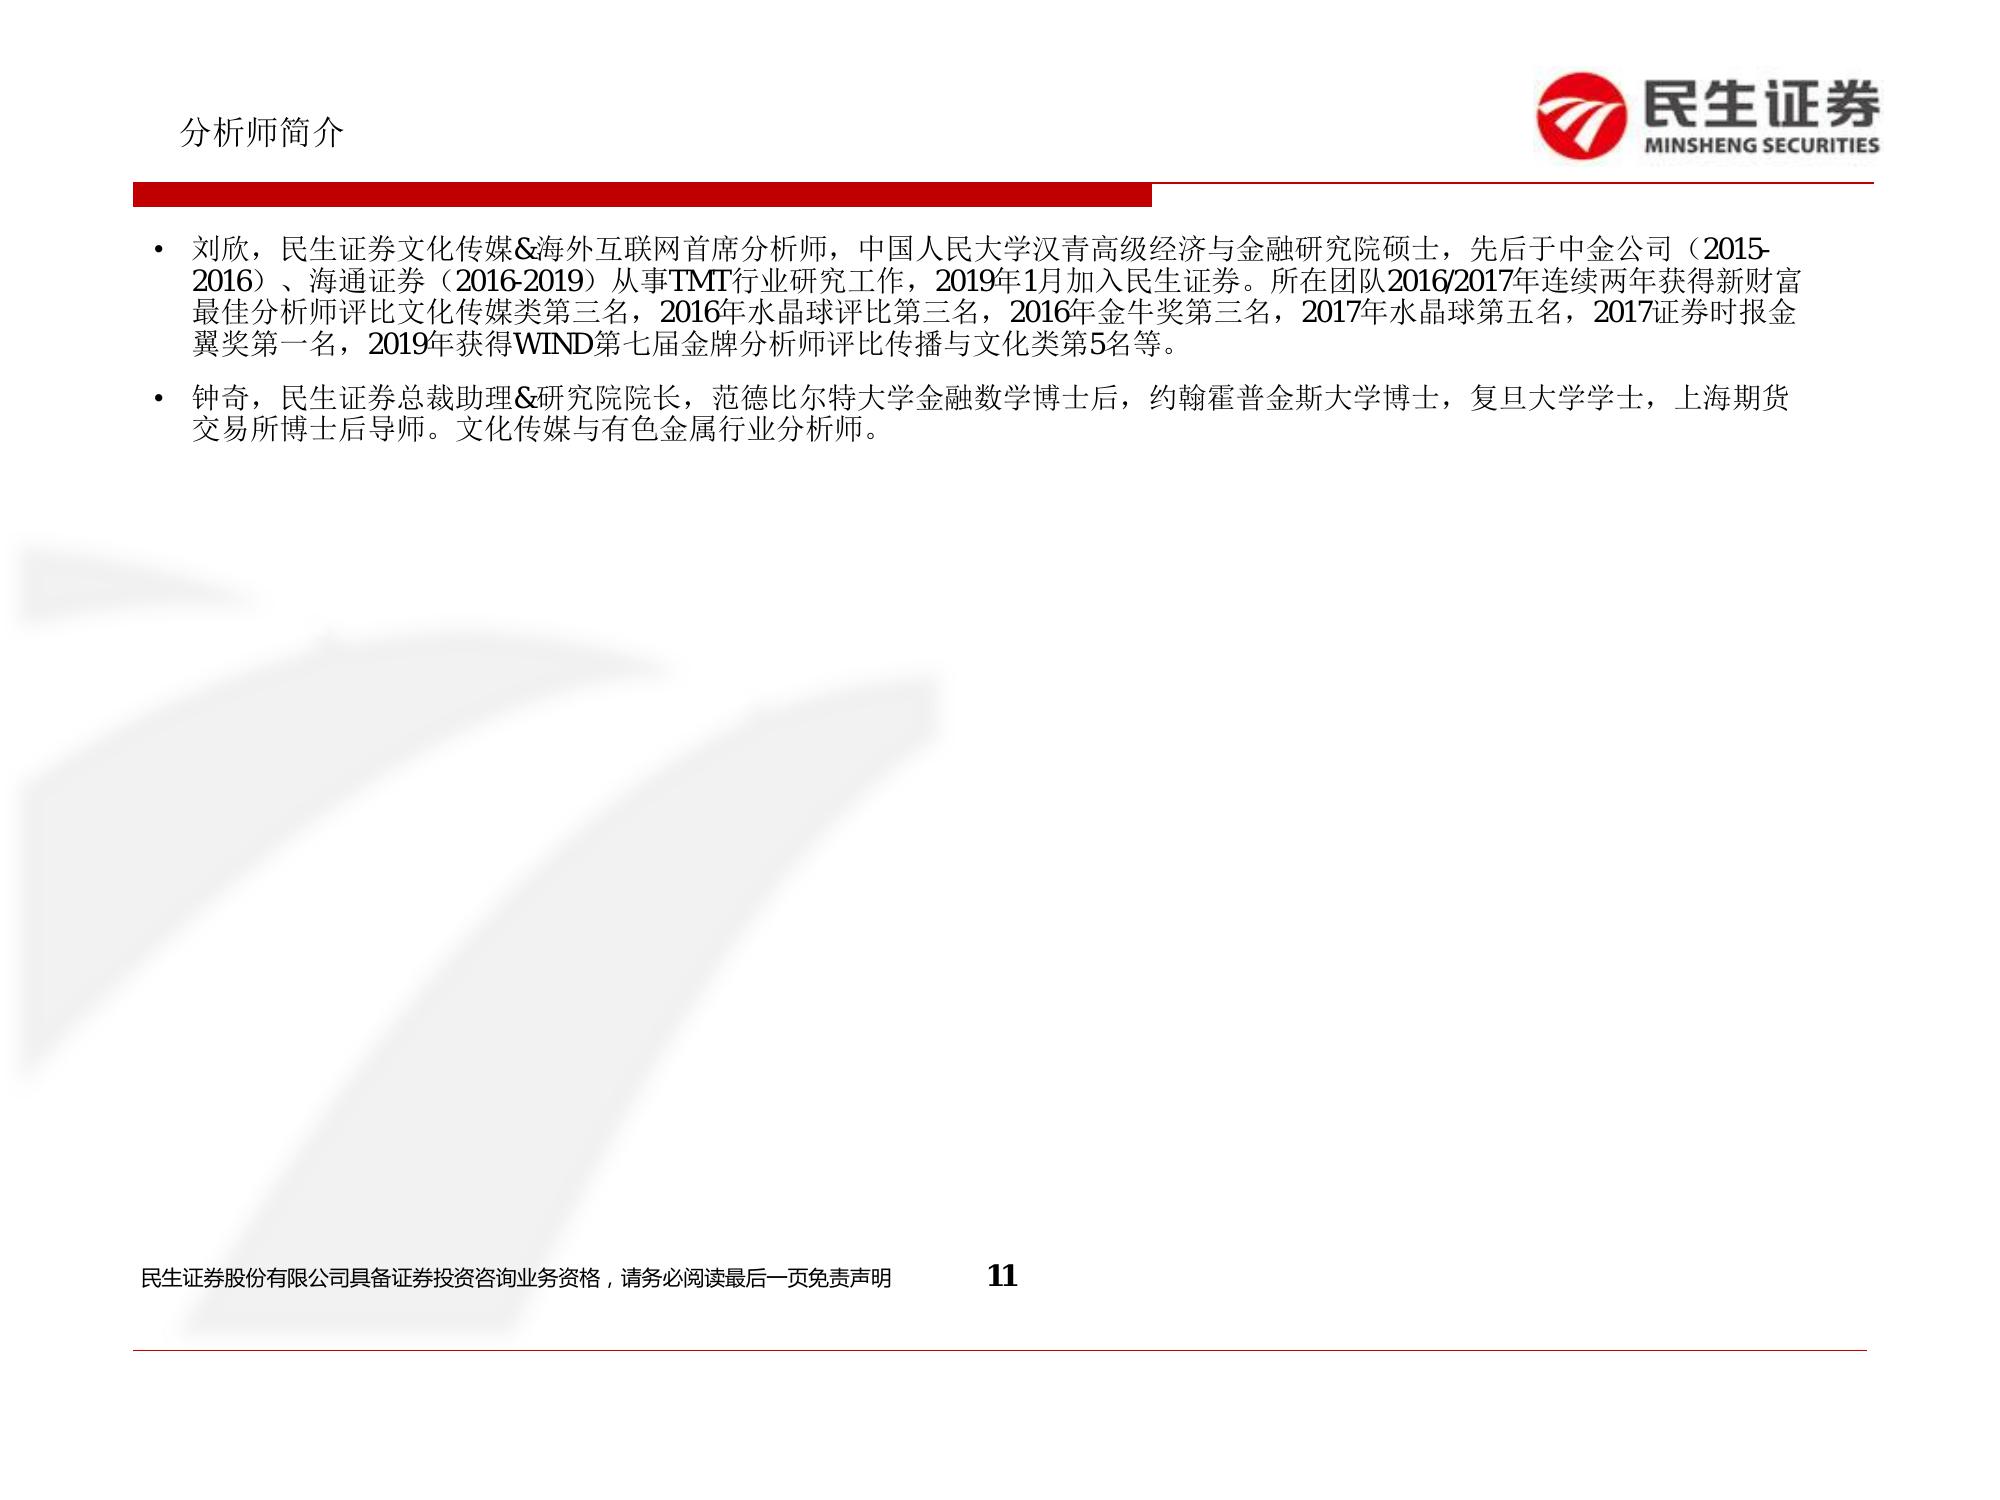 分析师简介
民生证券
MINSHENG SECURITIES
• 刘欣，民生证券文化传媒&海外互联网首席分析师，中国人民大学汉青高级经济与金融研究院硕士，先后于中金公司（2015-
2016）、海通证券（2016-2019）从事TMT行业研究工作，2019年1月加入民生证券。所在团队2016/2017年连续两年获得新财富
最佳分析师评比文化传媒类第三名，2016年水晶球评比第三名，2016年金牛奖第三名，2017年水晶球第五名，2017证券时报金
翼奖第一名，2019年获得WIND第七届金牌分析师评比传播与文化类第5名等。
• 钟奇，民生证券总裁助理&研究院院长，范德比尔特大学金融数学博士后，约翰霍普金斯大学博士，复旦大学学士，上海期货
交易所博士后导师。文化传媒与有色金属行业分析师。
民生证券股份有限公司具备证券投资咨询业务资格，请务必阅读最后一页免责声明 11